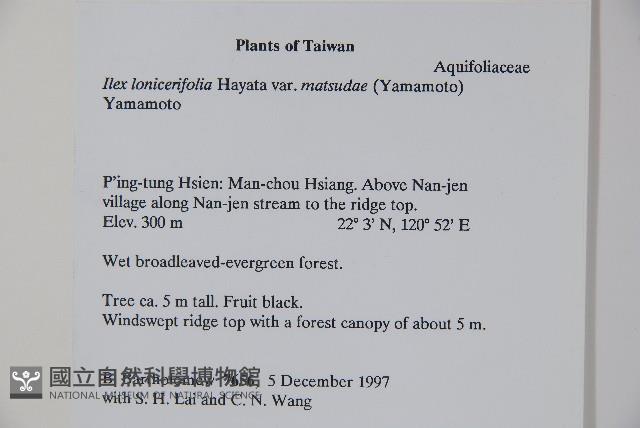 Plants of Taiwan
Aquifoliaceae
Ilex lonicerifolia Hayata var. matsudae (Yamamoto)
Yamamoto
P'ing-tung Hsien: Man-chou Hsiang. Above Nan-jen
village along Nan-jen stream to the ridge top.
Elev. 300 m 22° 3' N, 120° 52' E
Wet broadleaved-evergreen forest.
Tree ca. 5 m tall. Fruit black.
Windswept ridge top with a forest canopy of about 5 m.
B. Bartholomew 5 December 1997
with S. H. Lai and C. N. Wang
國立自然科學博物館
NATIONAL MUSEUM OF NATURAL SCIENCE